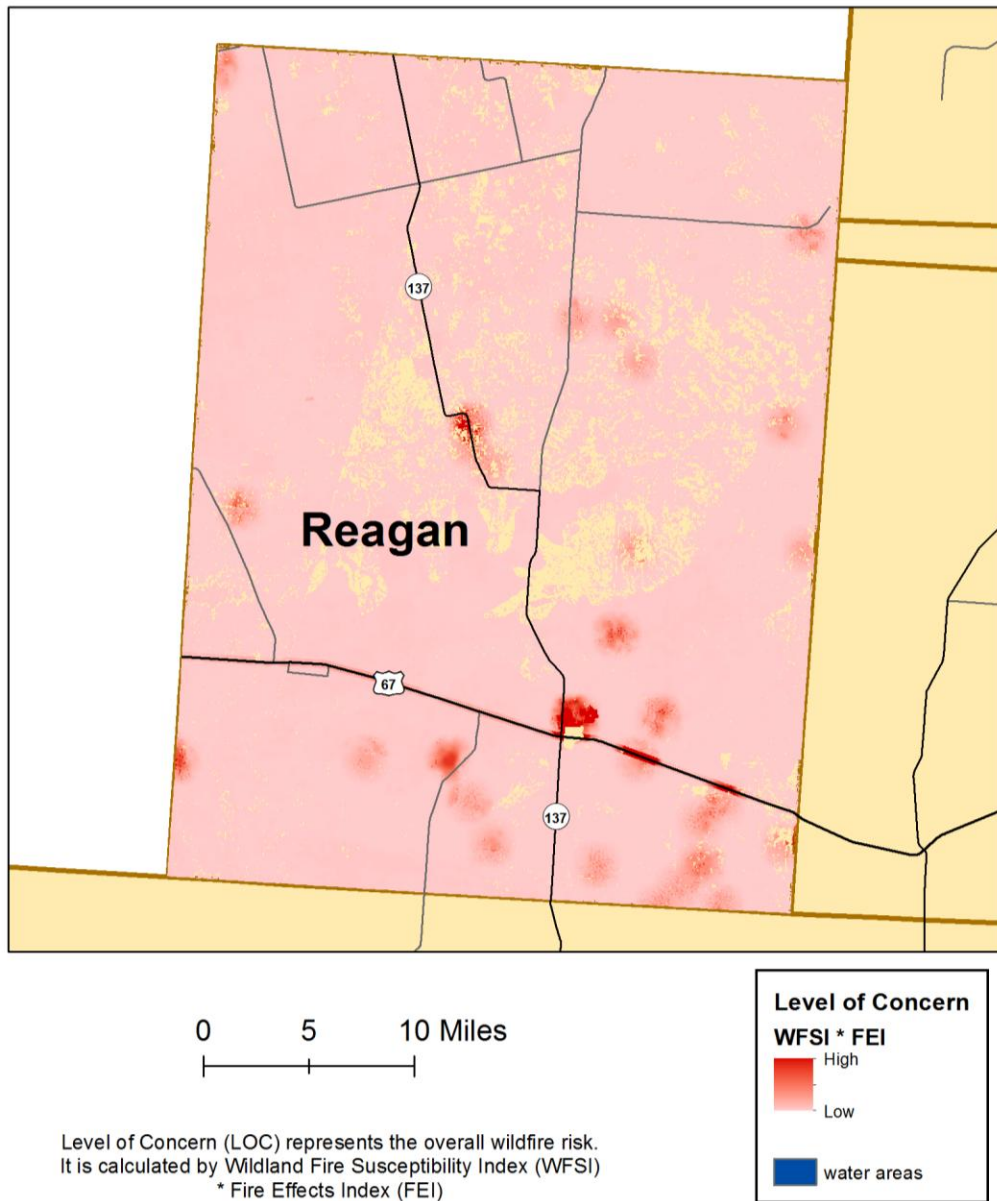 137
Reagan
67
137
0 5 10 Miles
Level of Concern (LOC) represents the overall wildfire risk.
It is calculated by Wildland Fire Susceptibility Index (WFSI)
* Fire Effects Index (FEI)
Level of Concern
WFSI * FEI
High
Low
water areas